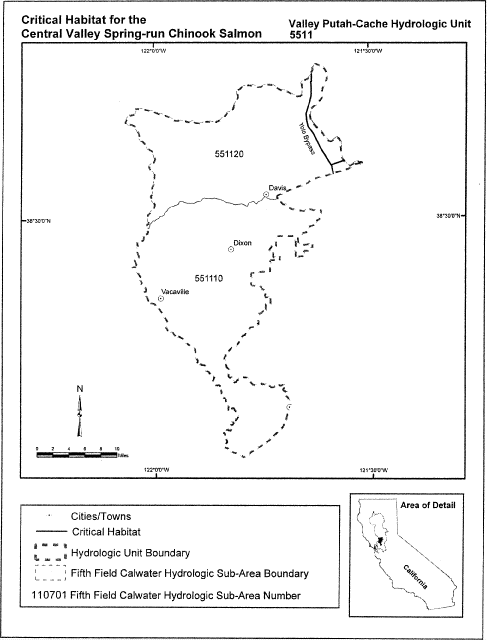 Critical Habitat for the
Central Valley Spring-run Chinook Salmon
Valley Putah-Cache Hydrologic Unit
5511
122°0'0"W
121°30'0"W
Yolo Bypass
551120
Davis
38°30'0"N
38°30'0"N
Dixon
551110
Vacaville
N
0 2 4 6 8 10
Miles
122°0'0"W
121°30'0"W
Cities/Towns
Critical Habitat
Hydrologic Unit Boundary
Fifth Field Calwater Hydrologic Sub-Area Boundary
110701 Fifth Field Calwater Hydrologic Sub-Area Number
Area of Detail
California